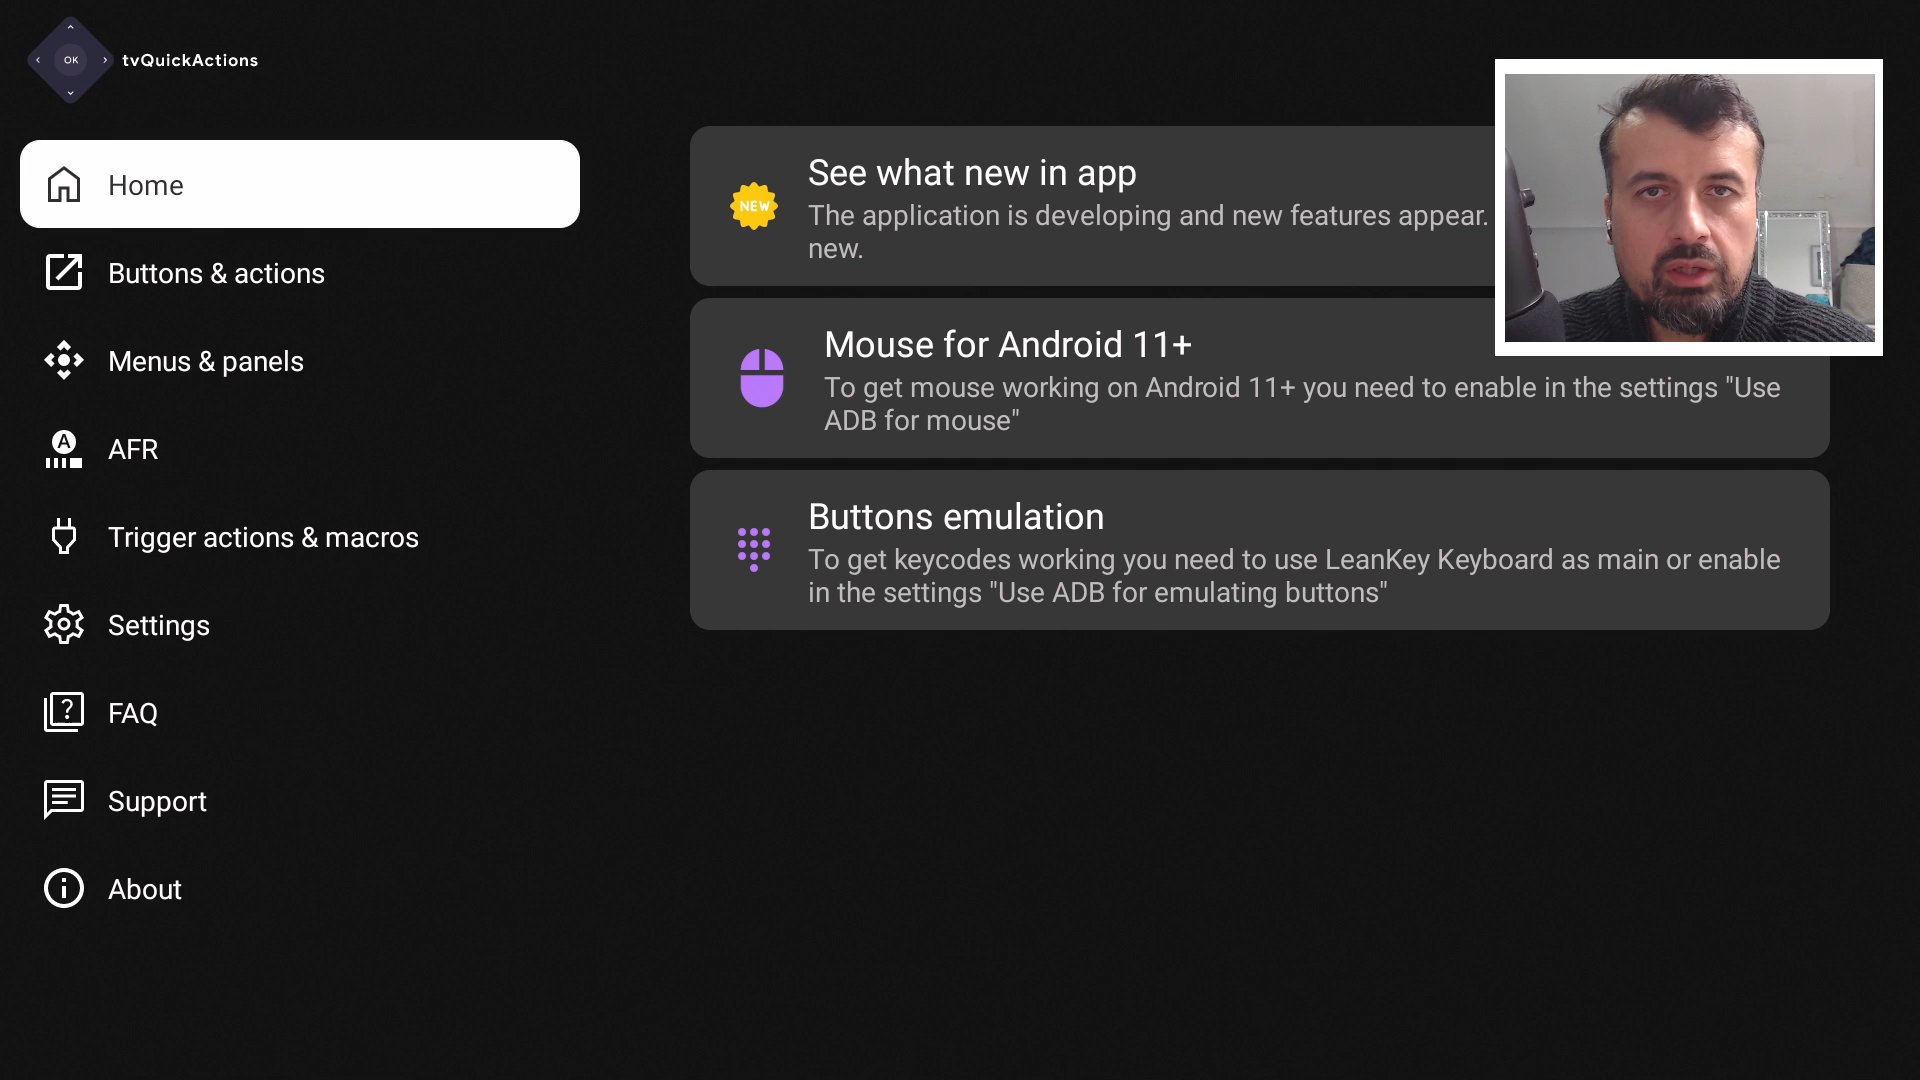 OK
tvQuickActions
Home
Buttons & actions
Menus & panels
A
AFR
Trigger actions & macros
Settings
?
FAQ
Support
About
NEW
See what new in app
The application is developing and new features appear.
new.
Mouse for Android 11+
To get mouse working on Android 11+ you need to enable in the settings "Use
ADB for mouse"
Buttons emulation
To get keycodes working you need to use LeanKey Keyboard as main or enable
in the settings "Use ADB for emulating buttons"